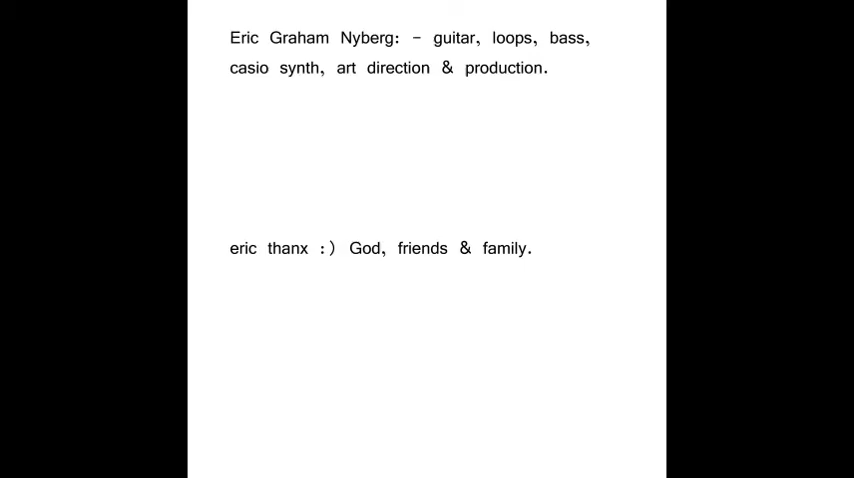 Eric Graham Nyberg: - guitar, loops, bass,
casio synth, art direction & production.
eric thanx :) God, friends & family.